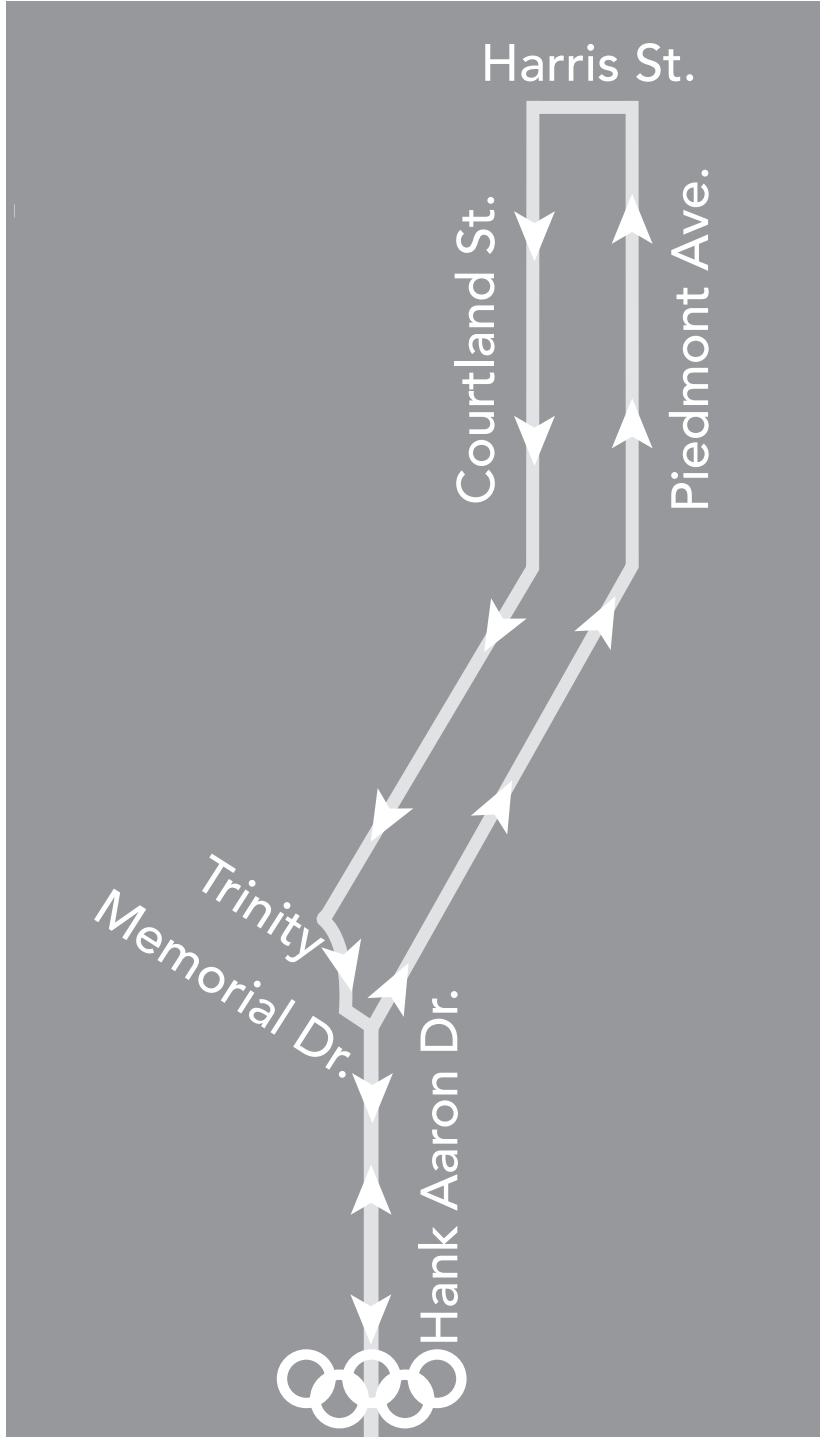 Harris St.
Courtland St.
Piedmont Ave.
Trinity
Memorial Dr.
Hank Aaron Dr.